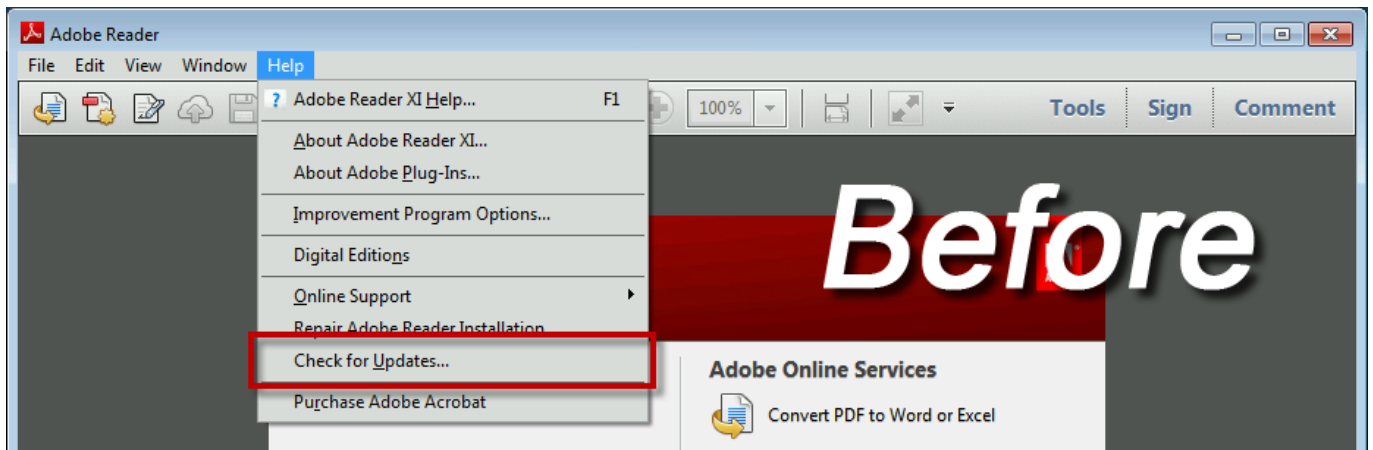 Adobe Reader
File Edit View Window Help
Adobe Reader XI Help... F1
100%
Tools Sign Comment
About Adobe Reader XI...
About Adobe Plug-Ins...
Improvement Program Options...
Digital Editions
Online Support
Repair Adobe Reader Installation
Check for Updates...
Purchase Adobe Acrobat
Before
Adobe Online Services
Convert PDF to Word or Excel